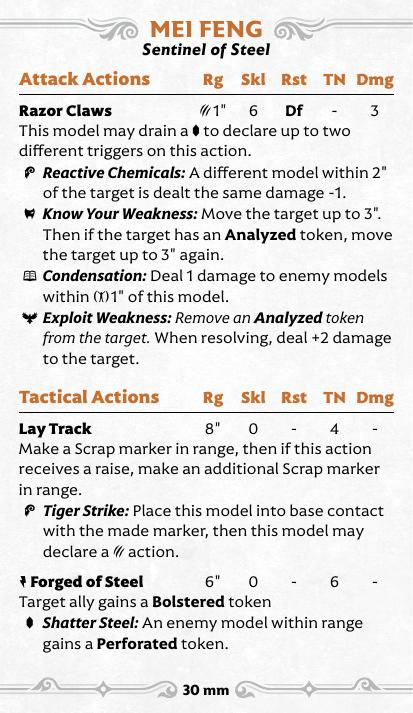 MEI FENG
Sentinel of Steel
Attack Actions Rg Skl Rst TN Dmg
Razor Claws 1" 6 Df - 3
This model may drain a to declare up to two
different triggers on this action.
Reactive Chemicals: A different model within 2"
of the target is dealt the same damage -1.
Know Your Weakness: Move the target up to 3".
Then if the target has an Analyzed token, move
the target up to 3" again.
Condensation: Deal 1 damage to enemy models
within 1" of this model.
Exploit Weakness: Remove an Analyzed token
from the target. When resolving, deal +2 damage
to the target.
Tactical Actions Rg Skl Rst TN Dmg
Lay Track 8" 0 - 4 -
Make a Scrap marker in range, then if this action
receives a raise, make an additional Scrap marker
in range.
Tiger Strike: Place this model into base contact
with the made marker, then this model may
declare a action.
Forged of Steel 6" 0 - 6 -
Target ally gains a Bolstered token
Shatter Steel: An enemy model within range
gains a Perforated token.
30 mm